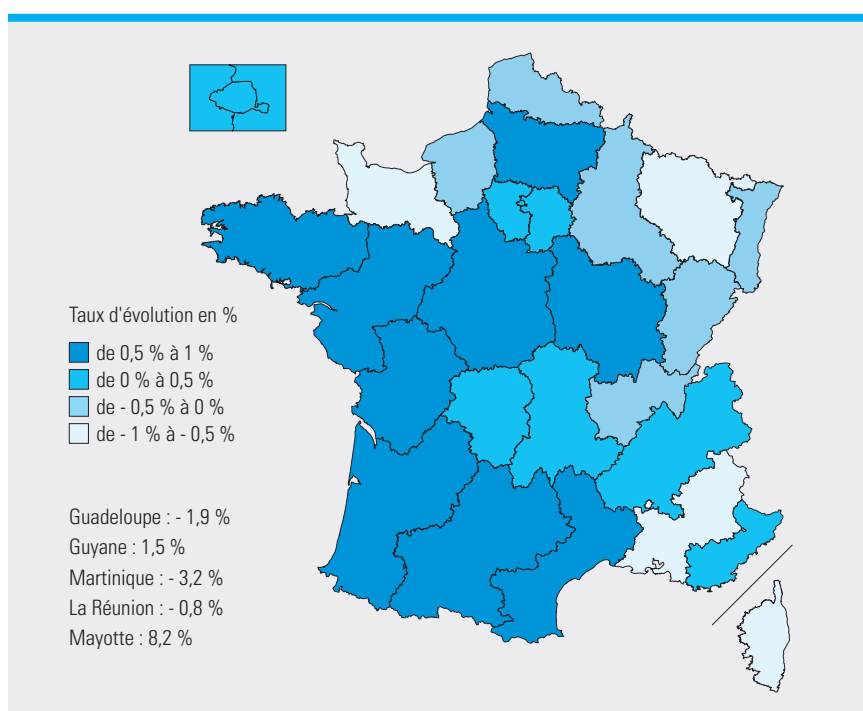 Taux d'évolution en %
de 0,5 % à 1 %
de 0 % à 0,5 %
de - 0,5 % à 0 %
de - 1 % à - 0,5 %
Guadeloupe : - 1,9 %
Guyane : 1,5 %
Martinique : - 3,2 %
La Réunion : - 0,8 %
Mayotte : 8,2 %